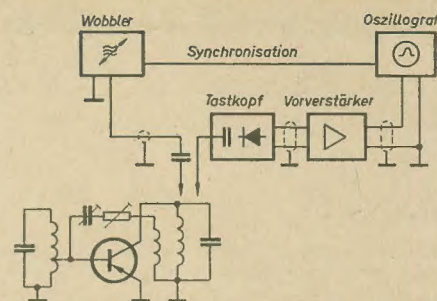 Wobbler
Oszillograf
Synchronisation
Tastkopf
Vorverstärker